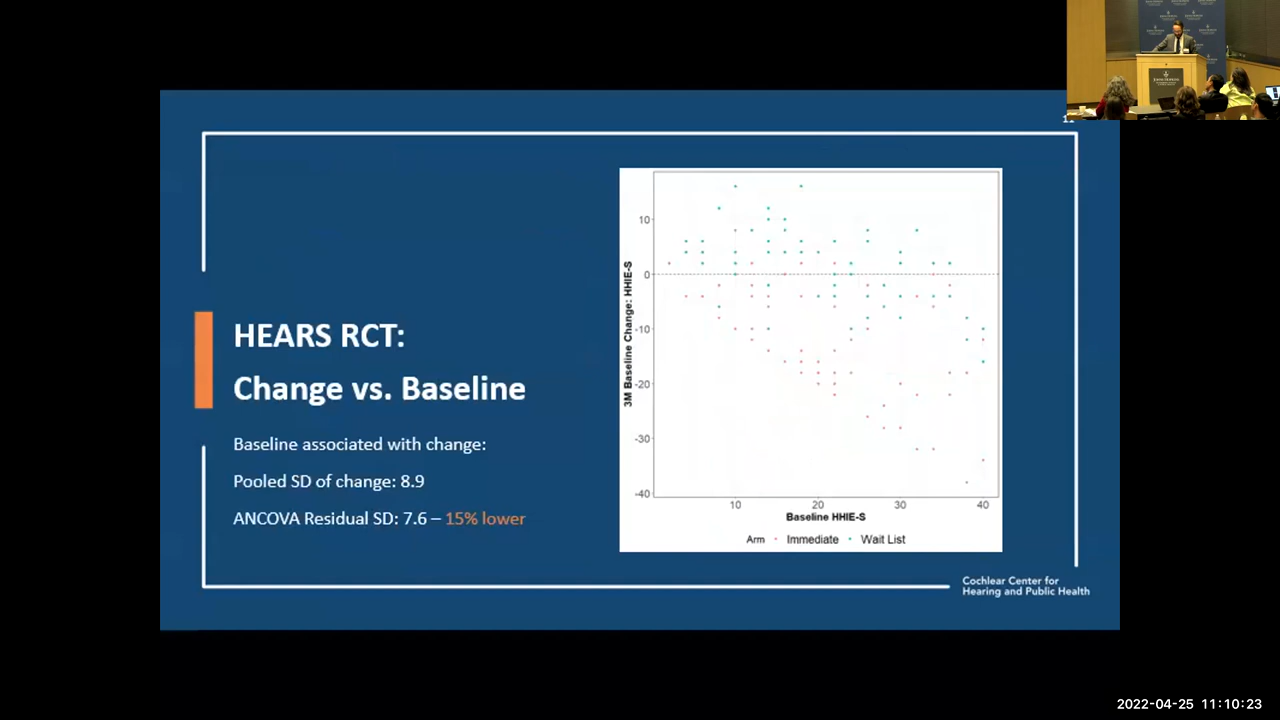 HEARS RCT:
Change vs. Baseline
Baseline associated with change:
Pooled SD of change: 8.9
ANCOVA Residual SD: 7.6 – 15% lower
3M Baseline Change: HHIE-S
10
0
-10
-20
-30
-40
10 20 30 40
Baseline HHIE-S
Arm Immediate Wait List
Cochlear Center for
Hearing and Public Health
2022-04-25 11:10:23